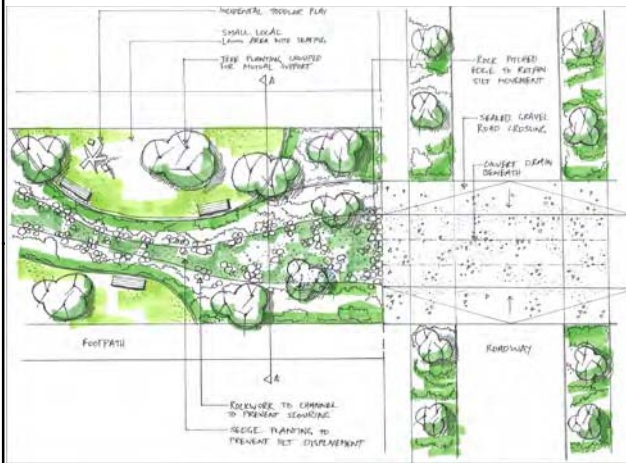 INCIDENTAL TODDLER PLAY
SMALL LOCAL
LAWN AREA WITH SEATING
TREE PLANTING GROUPED
FOR MUTUAL SUPPORT
A
ROCK PITCHED
EDGE TO RETAIN
SILT MOVEMENT
SEALED GRAVEL
ROAD CROSSING
CULVERT DRAIN
BENEATH
FOOTPATH
ROADWAY
A
ROCKWORK TO CHANNEL
TO PREVENT SCOURING
SEDGE PLANTING TO
PREVENT SILT DISPLACEMENT